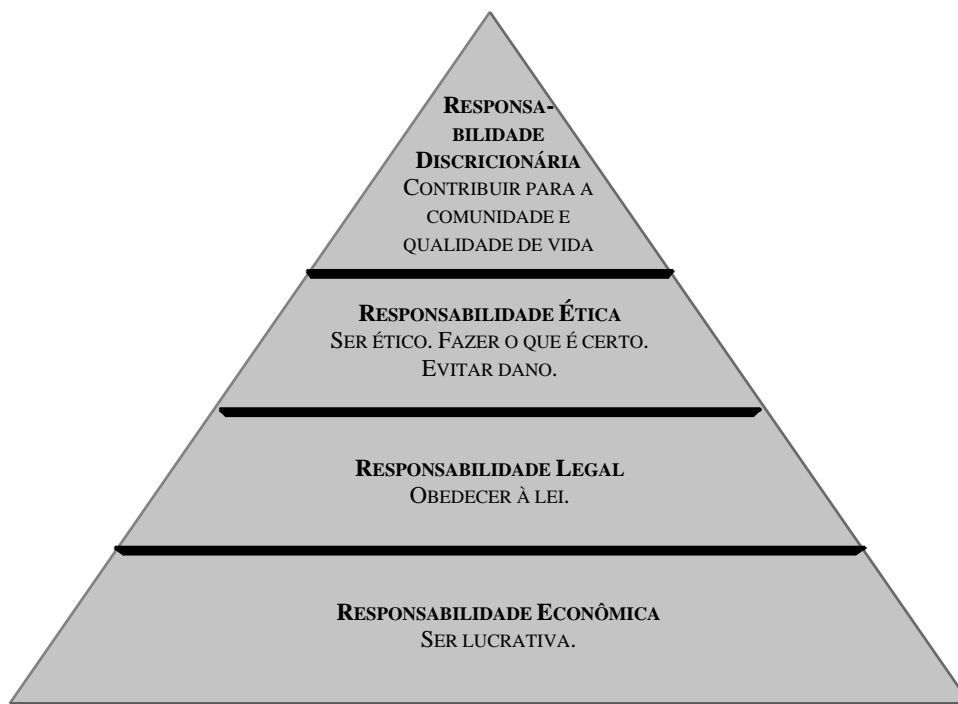 RESPONSA-
BILIDADE
DISCRICIONÁRIA
CONTRIBUIR PARA A
COMUNIDADE E
QUALIDADE DE VIDA
RESPONSABILIDADE ÉTICA
SER ÉTICO. FAZER O QUE É CERTO.
EVITAR DANO.
RESPONSABILIDADE LEGAL
OBEDECER À LEI.
RESPONSABILIDADE ECONÔMICA
SER LUCRATIVA.